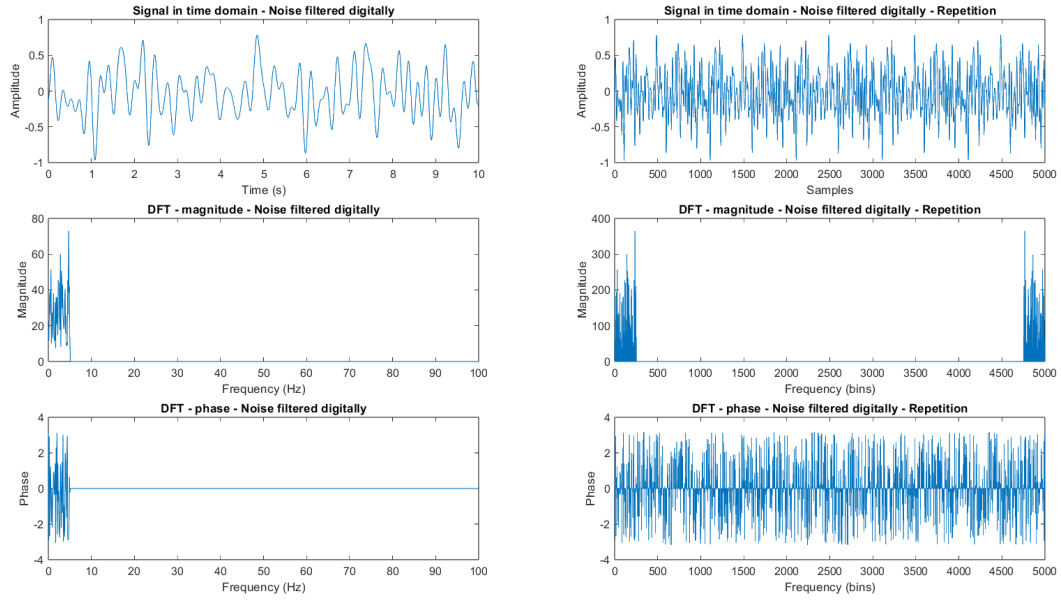 Signal in time domain - Noise filtered digitally
Amplitude
1
0.5
0
-0.5
-1
0 1 2 3 4 5 6 7 8 9 10
Time (s)
Signal in time domain - Noise filtered digitally - Repetition
Amplitude
1
0.5
0
-0.5
-1
0 500 1000 1500 2000 2500 3000 3500 4000 4500 5000
Samples
DFT - magnitude - Noise filtered digitally
Magnitude
80
60
40
20
0
0 10 20 30 40 50 60 70 80 90 100
Frequency (Hz)
DFT - magnitude - Noise filtered digitally - Repetition
Magnitude
400
300
200
100
0
0 500 1000 1500 2000 2500 3000 3500 4000 4500 5000
Frequency (bins)
DFT - phase - Noise filtered digitally
Phase
4
2
0
-2
-4
0 10 20 30 40 50 60 70 80 90 100
Frequency (Hz)
DFT - phase - Noise filtered digitally - Repetition
Phase
4
2
0
-2
-4
0 500 1000 1500 2000 2500 3000 3500 4000 4500 5000
Frequency (bins)